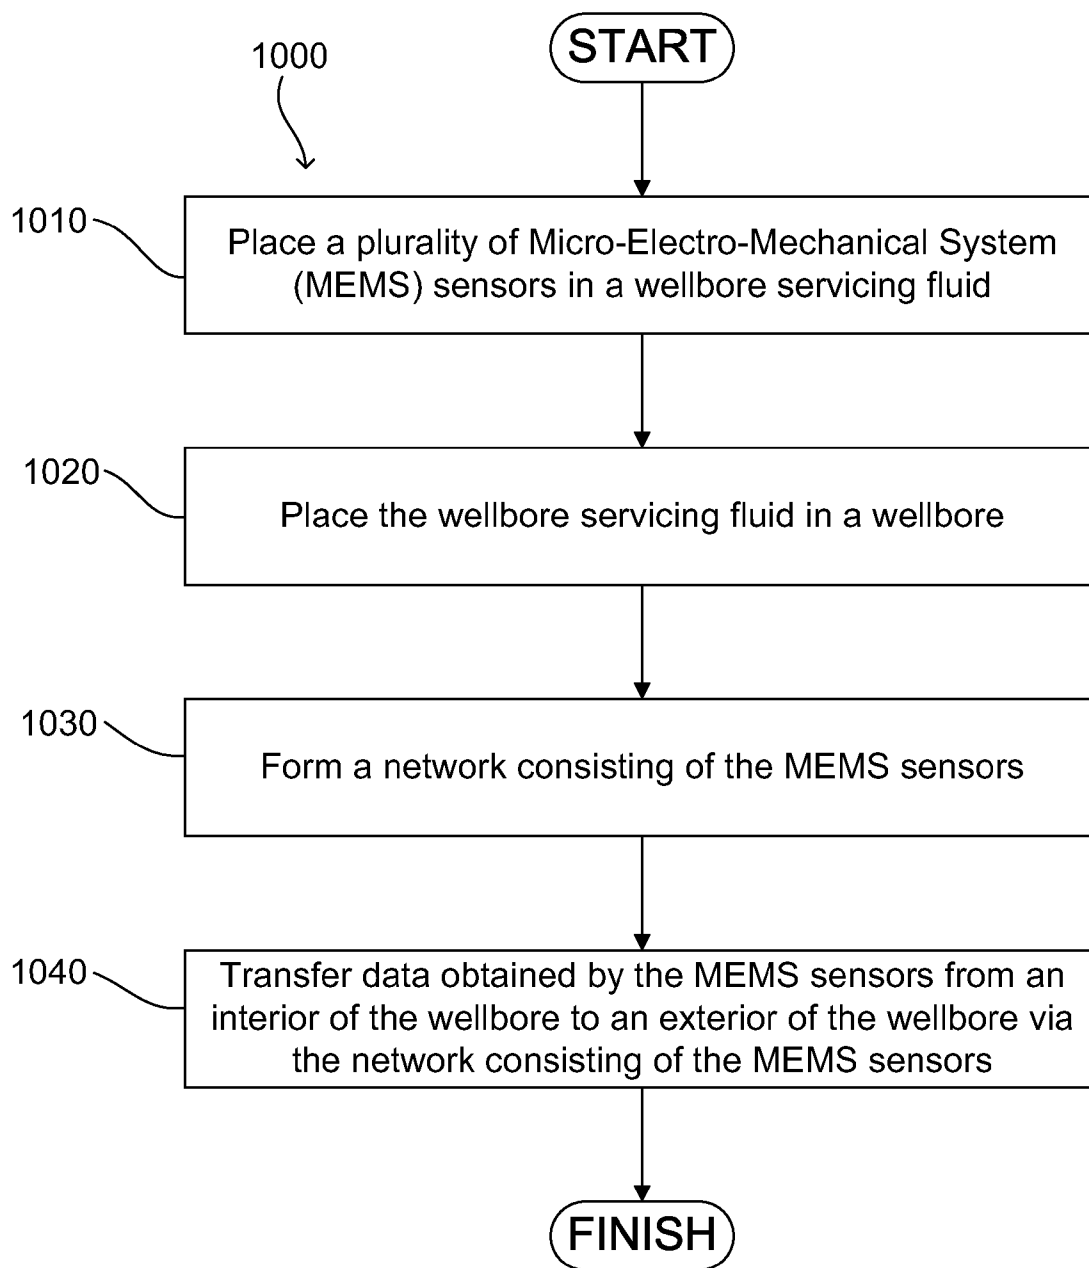 START
1000
1010
Place a plurality of Micro-Electro-Mechanical System
(MEMS) sensors in a wellbore servicing fluid
1020
Place the wellbore servicing fluid in a wellbore
1030
Form a network consisting of the MEMS sensors
1040
Transfer data obtained by the MEMS sensors from an
interior of the wellbore to an exterior of the wellbore via
the network consisting of the MEMS sensors
FINISH